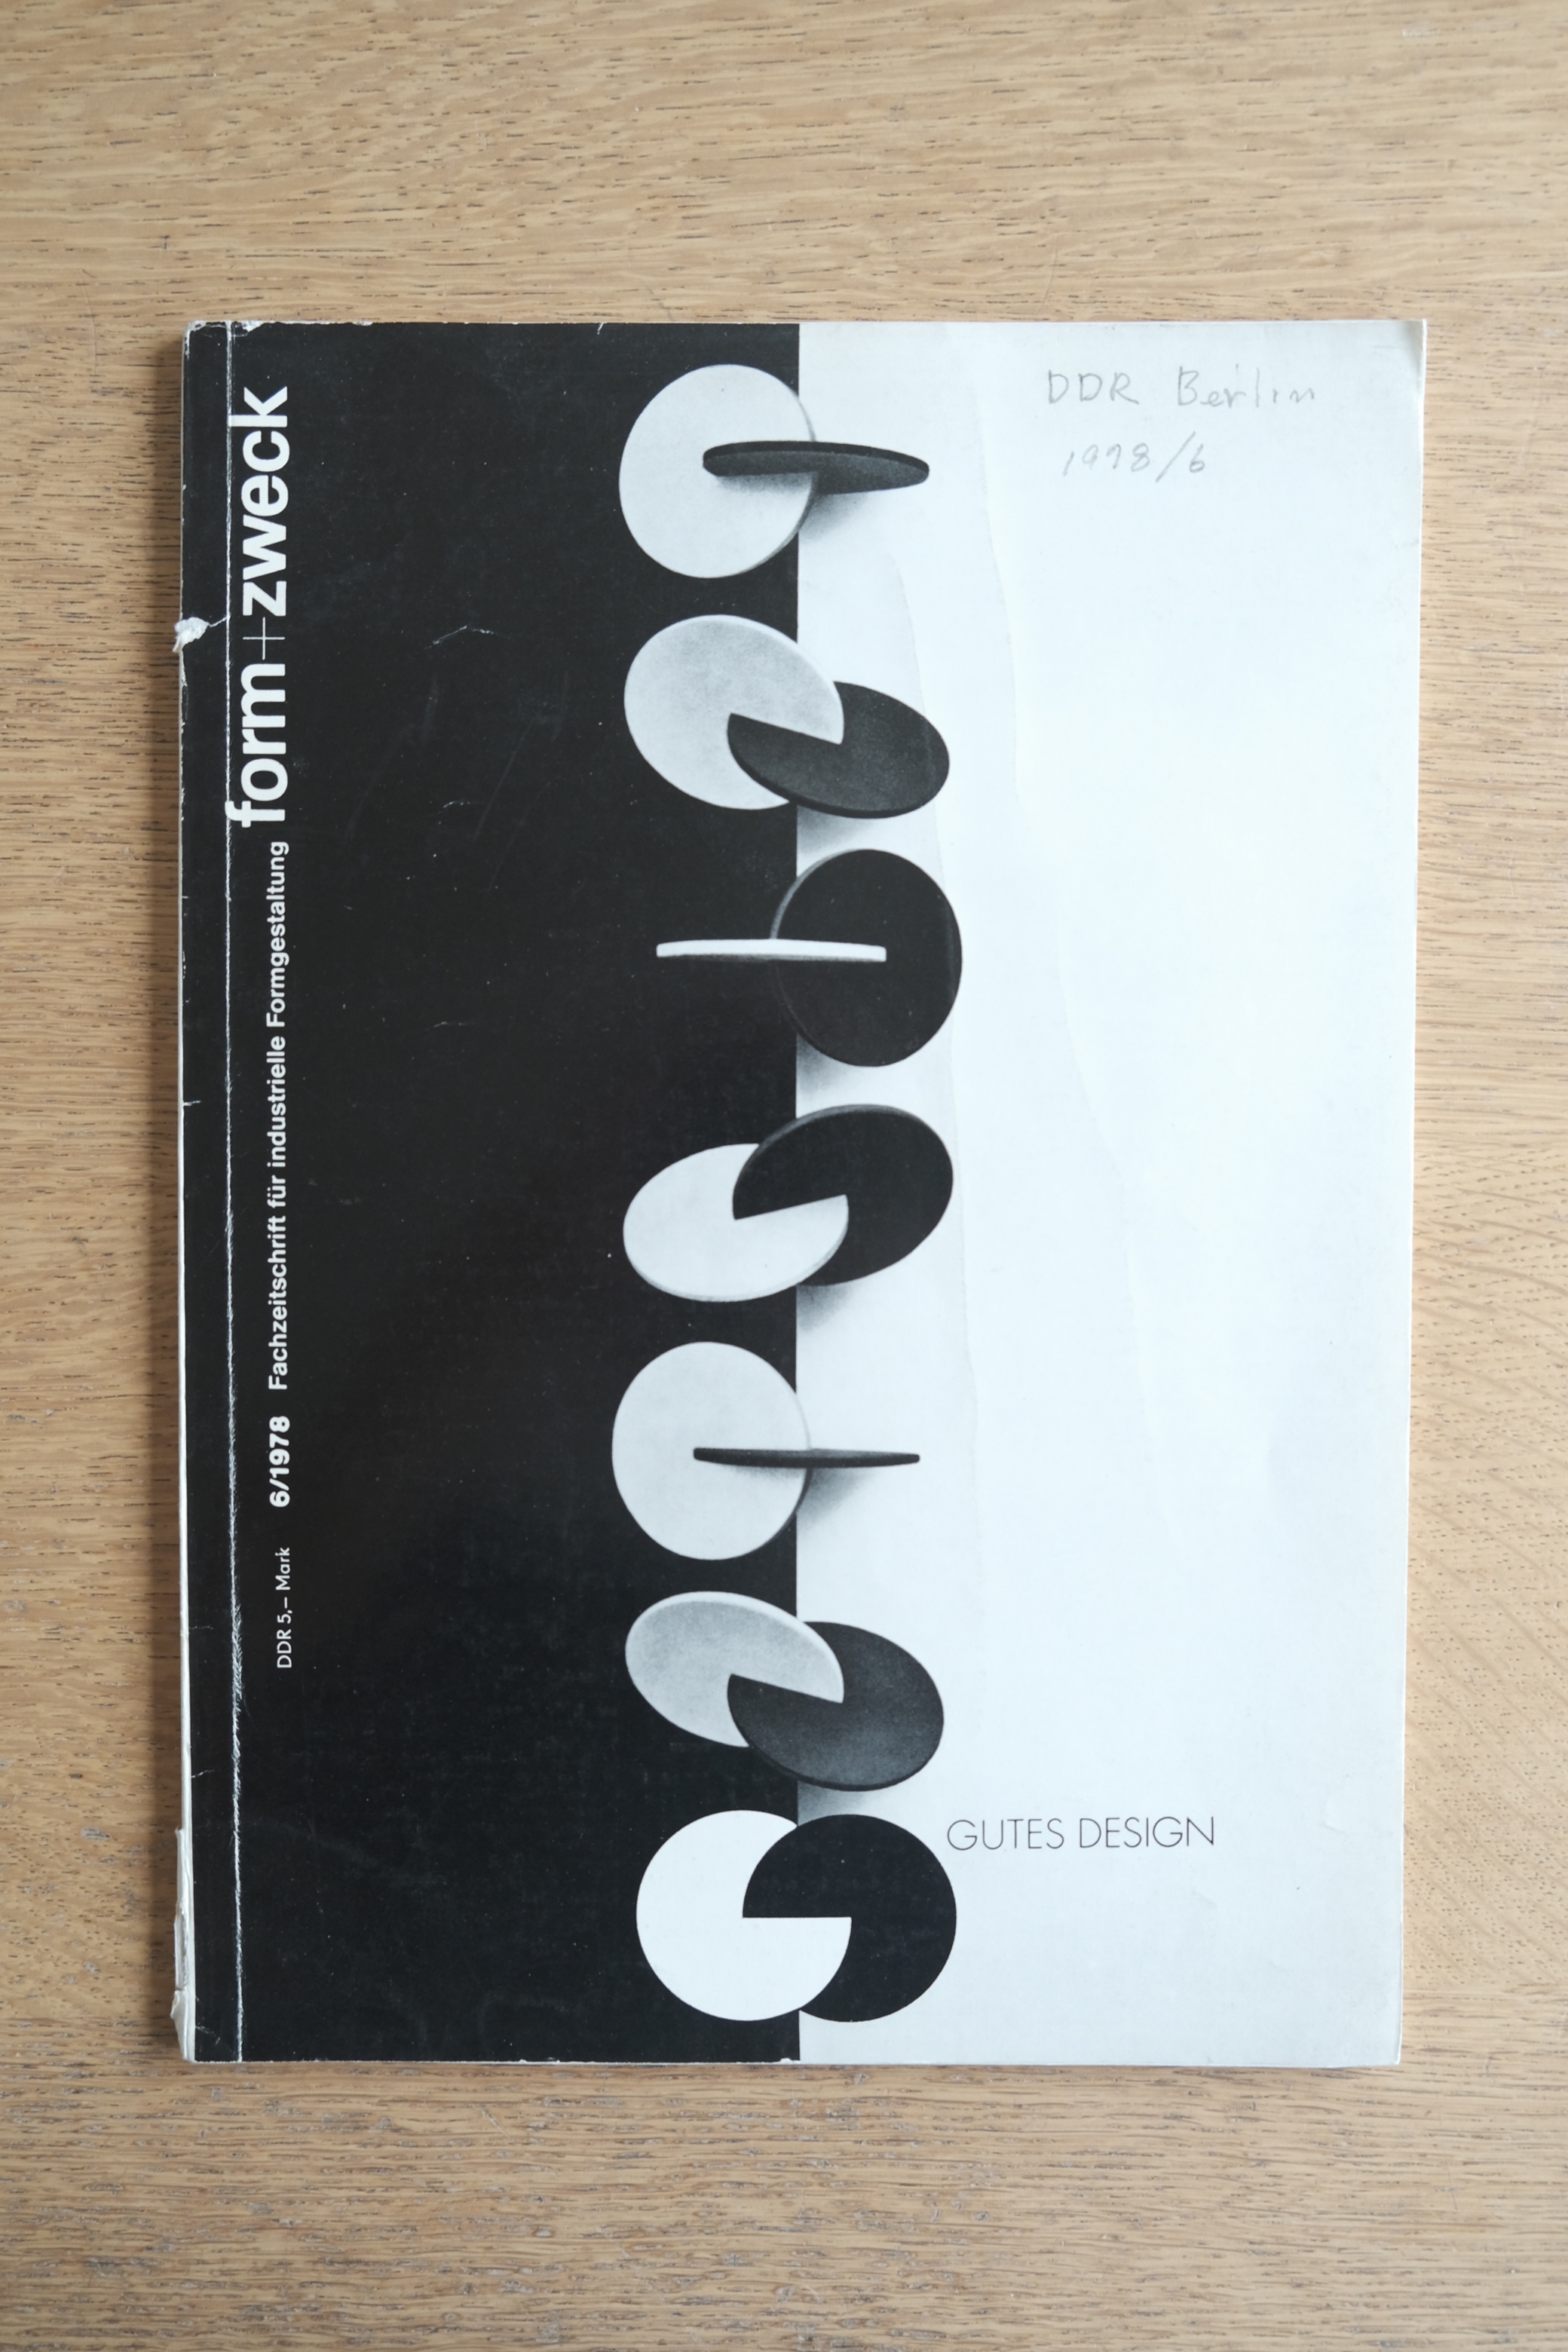 form+zweck
Fachzeitschrift für industrielle Formgestaltung
6/1978
DDR 5,– Mark
DDR Berlin
1978/6
GUTES DESIGN